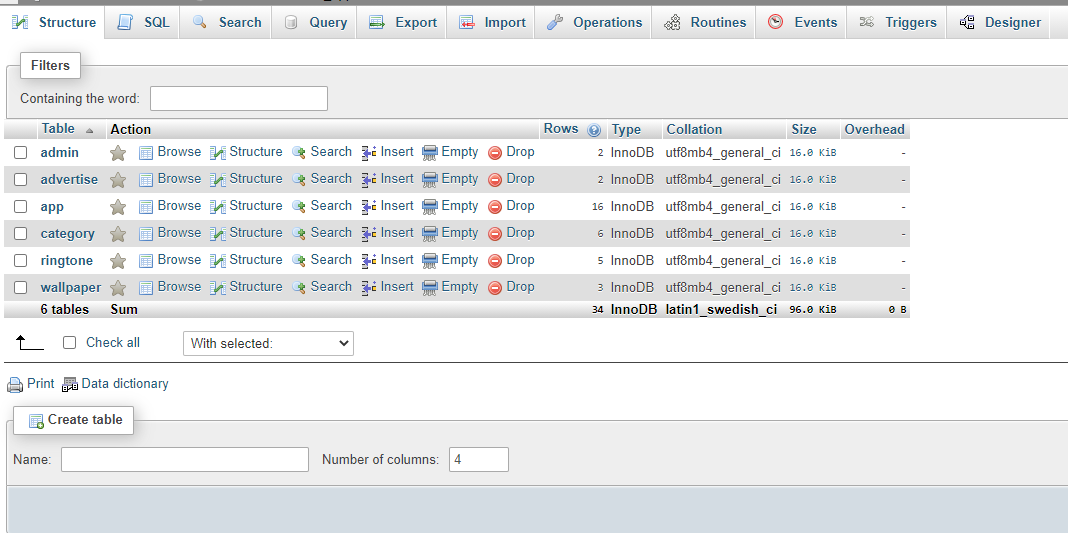 Structure SQL Search Query Export Import Operations Routines Events Triggers Designer
Filters
Containing the word:
Table Action Rows Type Collation Size Overhead
admin Browse Structure Search Insert Empty Drop 2 InnoDB utf8mb4_general_ci 16.0 KiB -
advertise Browse Structure Search Insert Empty Drop 2 InnoDB utf8mb4_general_ci 16.0 KiB -
app Browse Structure Search Insert Empty Drop 16 InnoDB utf8mb4_general_ci 16.0 KiB -
category Browse Structure Search Insert Empty Drop 6 InnoDB utf8mb4_general_ci 16.0 KiB -
ringtone Browse Structure Search Insert Empty Drop 5 InnoDB utf8mb4_general_ci 16.0 KiB -
wallpaper Browse Structure Search Insert Empty Drop 3 InnoDB utf8mb4_general_ci 16.0 KiB -
6 tables Sum 34 InnoDB latin1_swedish_ci 96.0 KiB 0 B
Check all With selected:
Print Data dictionary
Create table
Name: Number of columns: 4